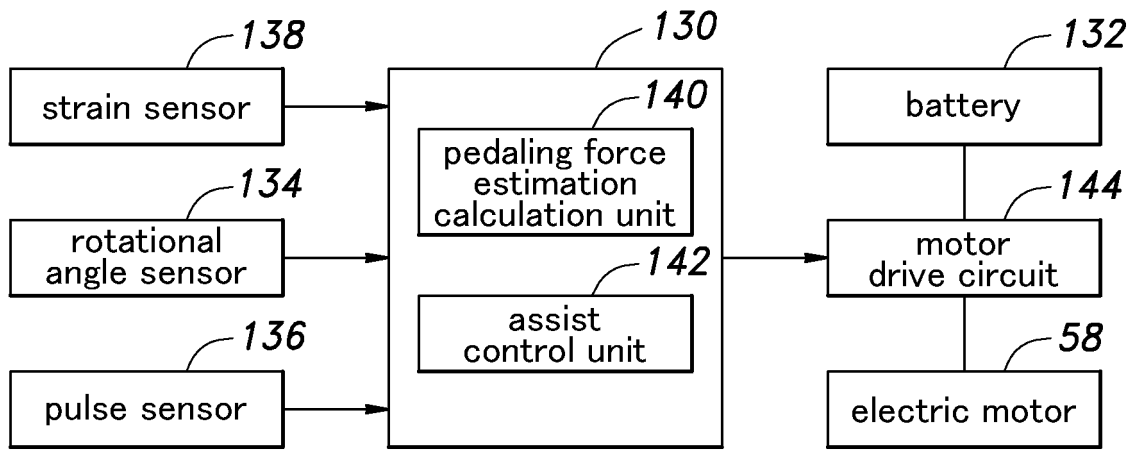 138
strain sensor
134
rotational
angle sensor
136
pulse sensor
130
140
pedaling force
estimation
calculation unit
142
assist
control unit
132
battery
144
motor
drive circuit
58
electric motor